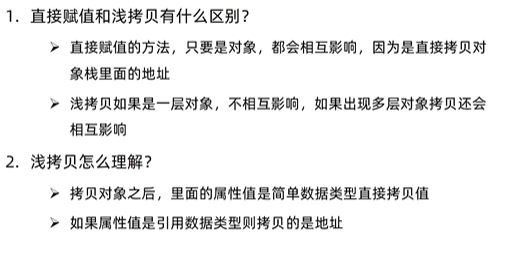 1. 直接赋值和浅拷贝有什么区别？
➢ 直接赋值的方法，只要是对象，都会相互影响，因为是直接拷贝对
象栈里面的地址
➢ 浅拷贝如果是一层对象，不相互影响，如果出现多层对象拷贝还会
相互影响
2. 浅拷贝怎么理解？
➢ 拷贝对象之后，里面的属性值是简单数据类型直接拷贝值
➢ 如果属性值是引用数据类型则拷贝的是地址